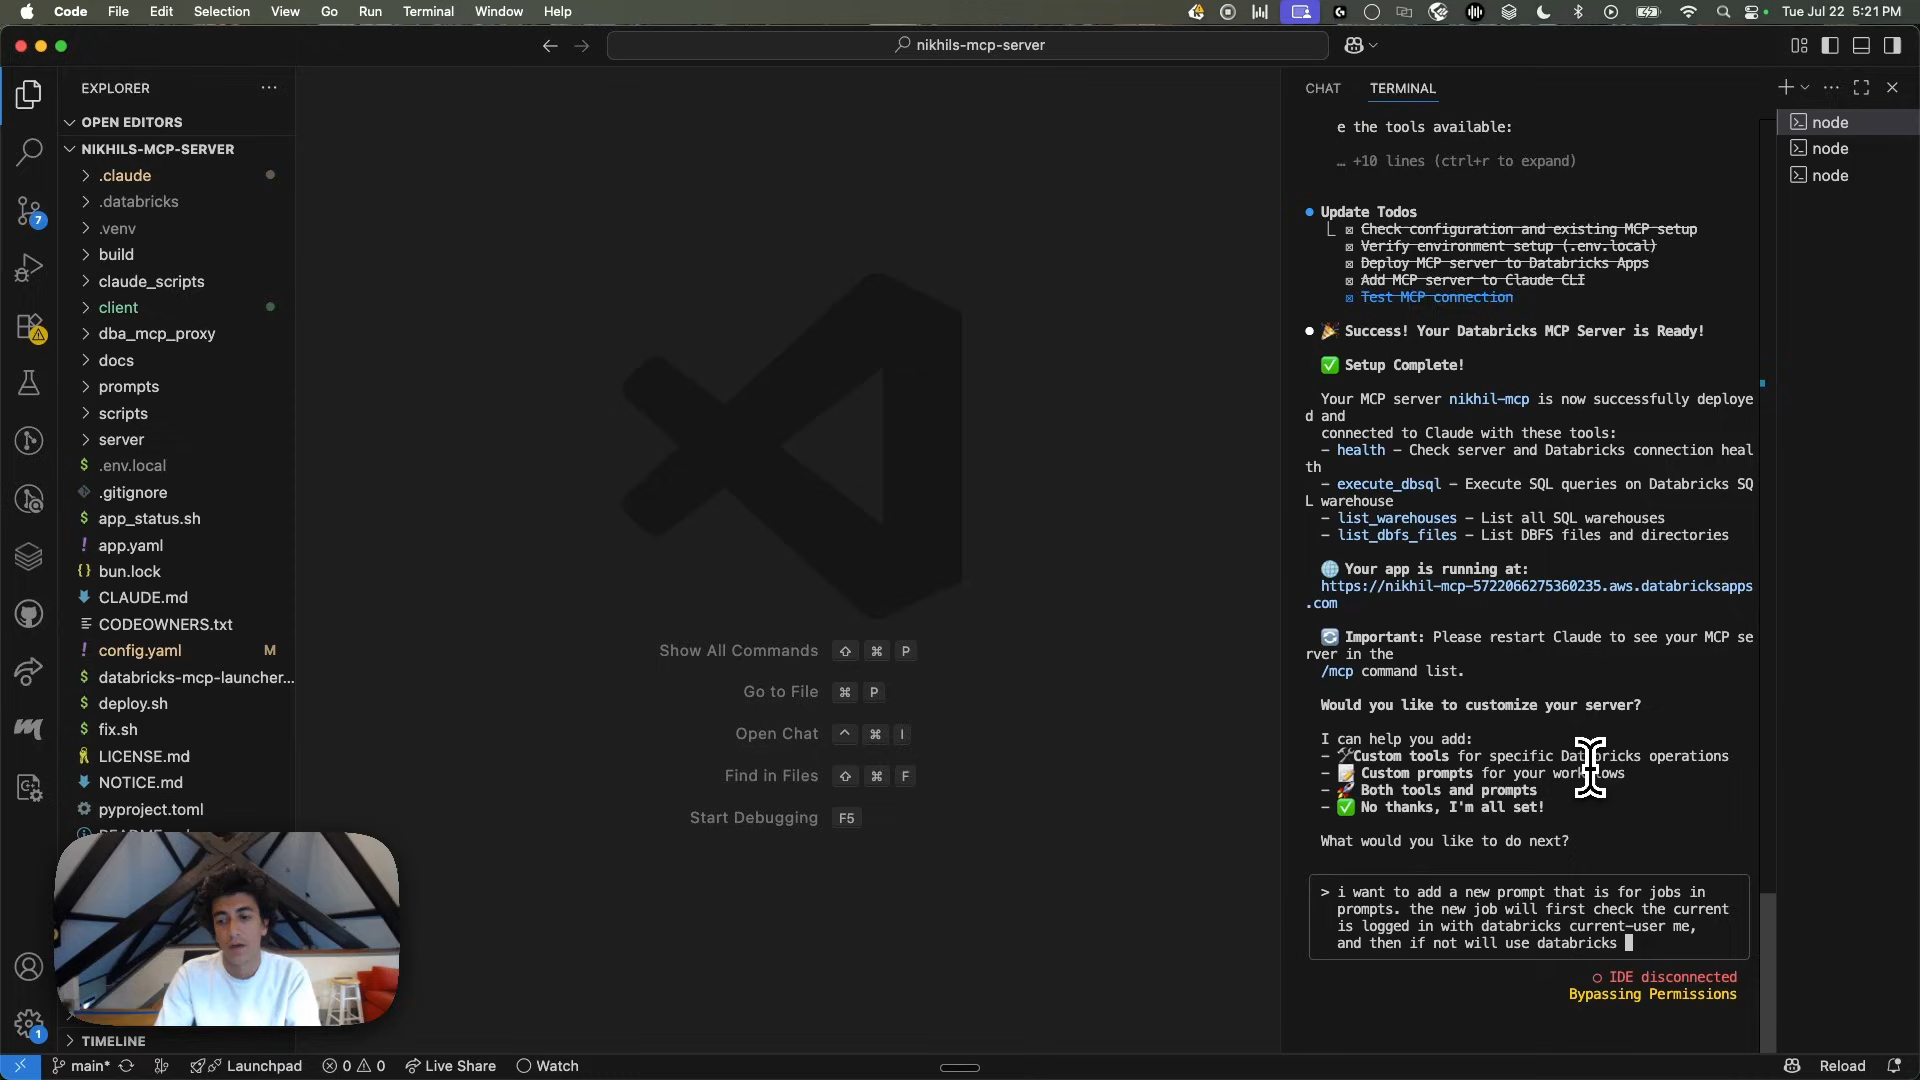 Code File Edit Selection View Go Run Terminal Window Help
Tue Jul 22 5:21 PM
nikhils-mcp-server
EXPLORER
OPEN EDITORS
NIKHILS-MCP-SERVER
.claude
.databricks
.venv
build
claude_scripts
client
dba_mcp_proxy
docs
prompts
scripts
server
$ .env.local
.gitignore
$ app_status.sh
! app.yaml
{} bun.lock
CLAUDE.md
CODEOWNERS.txt
! config.yaml M
$ databricks-mcp-launcher...
$ deploy.sh
$ fix.sh
LICENSE.md
NOTICE.md
pyproject.toml
TIMELINE
7
1
Show All Commands ⇧ ⌘ P
Go to File ⌘ P
Open Chat ^ ⌘ I
Find in Files ⇧ ⌘ F
Start Debugging F5
CHAT TERMINAL
node
node
node
e the tools available:
… +10 lines (ctrl+r to expand)
Update Todos
Check configuration and existing MCP setup
Verify environment setup (.env.local)
Deploy MCP server to Databricks Apps
Add MCP server to Claude CLI
Test MCP connection
🎉 Success! Your Databricks MCP Server is Ready!
✅ Setup Complete!
Your MCP server nikhil-mcp is now successfully deploye
d and
connected to Claude with these tools:
- health - Check server and Databricks connection heal
th
- execute_dbsql - Execute SQL queries on Databricks SQ
L warehouse
- list_warehouses - List all SQL warehouses
- list_dbfs_files - List DBFS files and directories
🌐 Your app is running at:
https://nikhil-mcp-5722066275360235.aws.databricksapps
.com
🔄 Important: Please restart Claude to see your MCP se
rver in the
/mcp command list.
Would you like to customize your server?
I can help you add:
- 🛠Custom tools for specific Databricks operations
- 📝 Custom prompts for your workflows
- 🚀 Both tools and prompts
- ✅ No thanks, I'm all set!
What would you like to do next?
> i want to add a new prompt that is for jobs in
prompts. the new job will first check the current
is logged in with databricks current-user me,
and then if not will use databricks
IDE disconnected
Bypassing Permissions
main* Launchpad 0 0 Live Share Watch
Reload